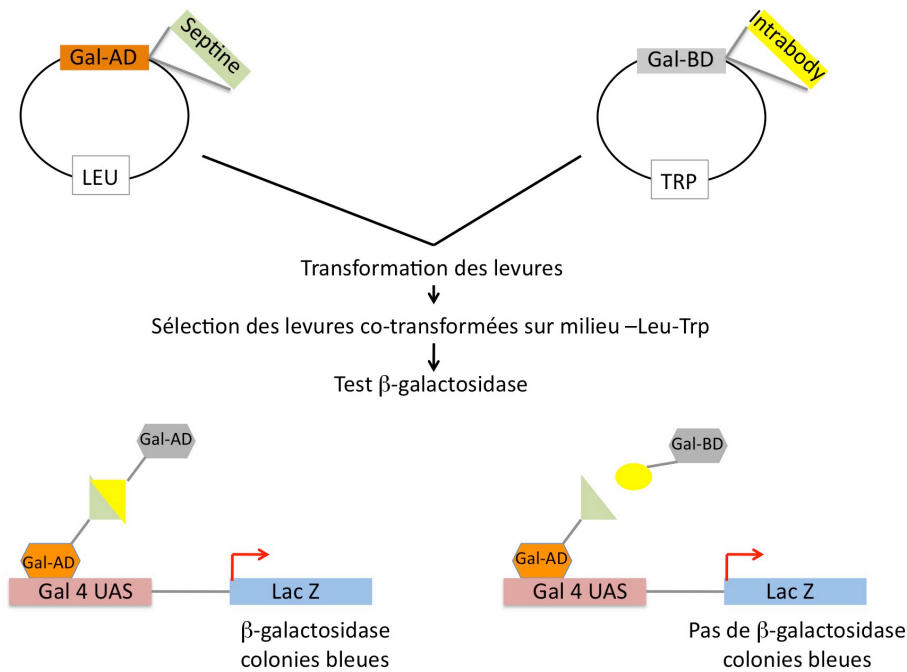 Gal-AD
Septine
LEU
Gal-BD
Intrabody
TRP
Transformation des levures
Sélection des levures co-transformées sur milieu –Leu-Trp
Test β-galactosidase
Gal-AD
Gal-AD
Gal 4 UAS
Lac Z
β-galactosidase
colonies bleues
Gal-BD
Gal-AD
Gal 4 UAS
Lac Z
Pas de β-galactosidase
colonies bleues